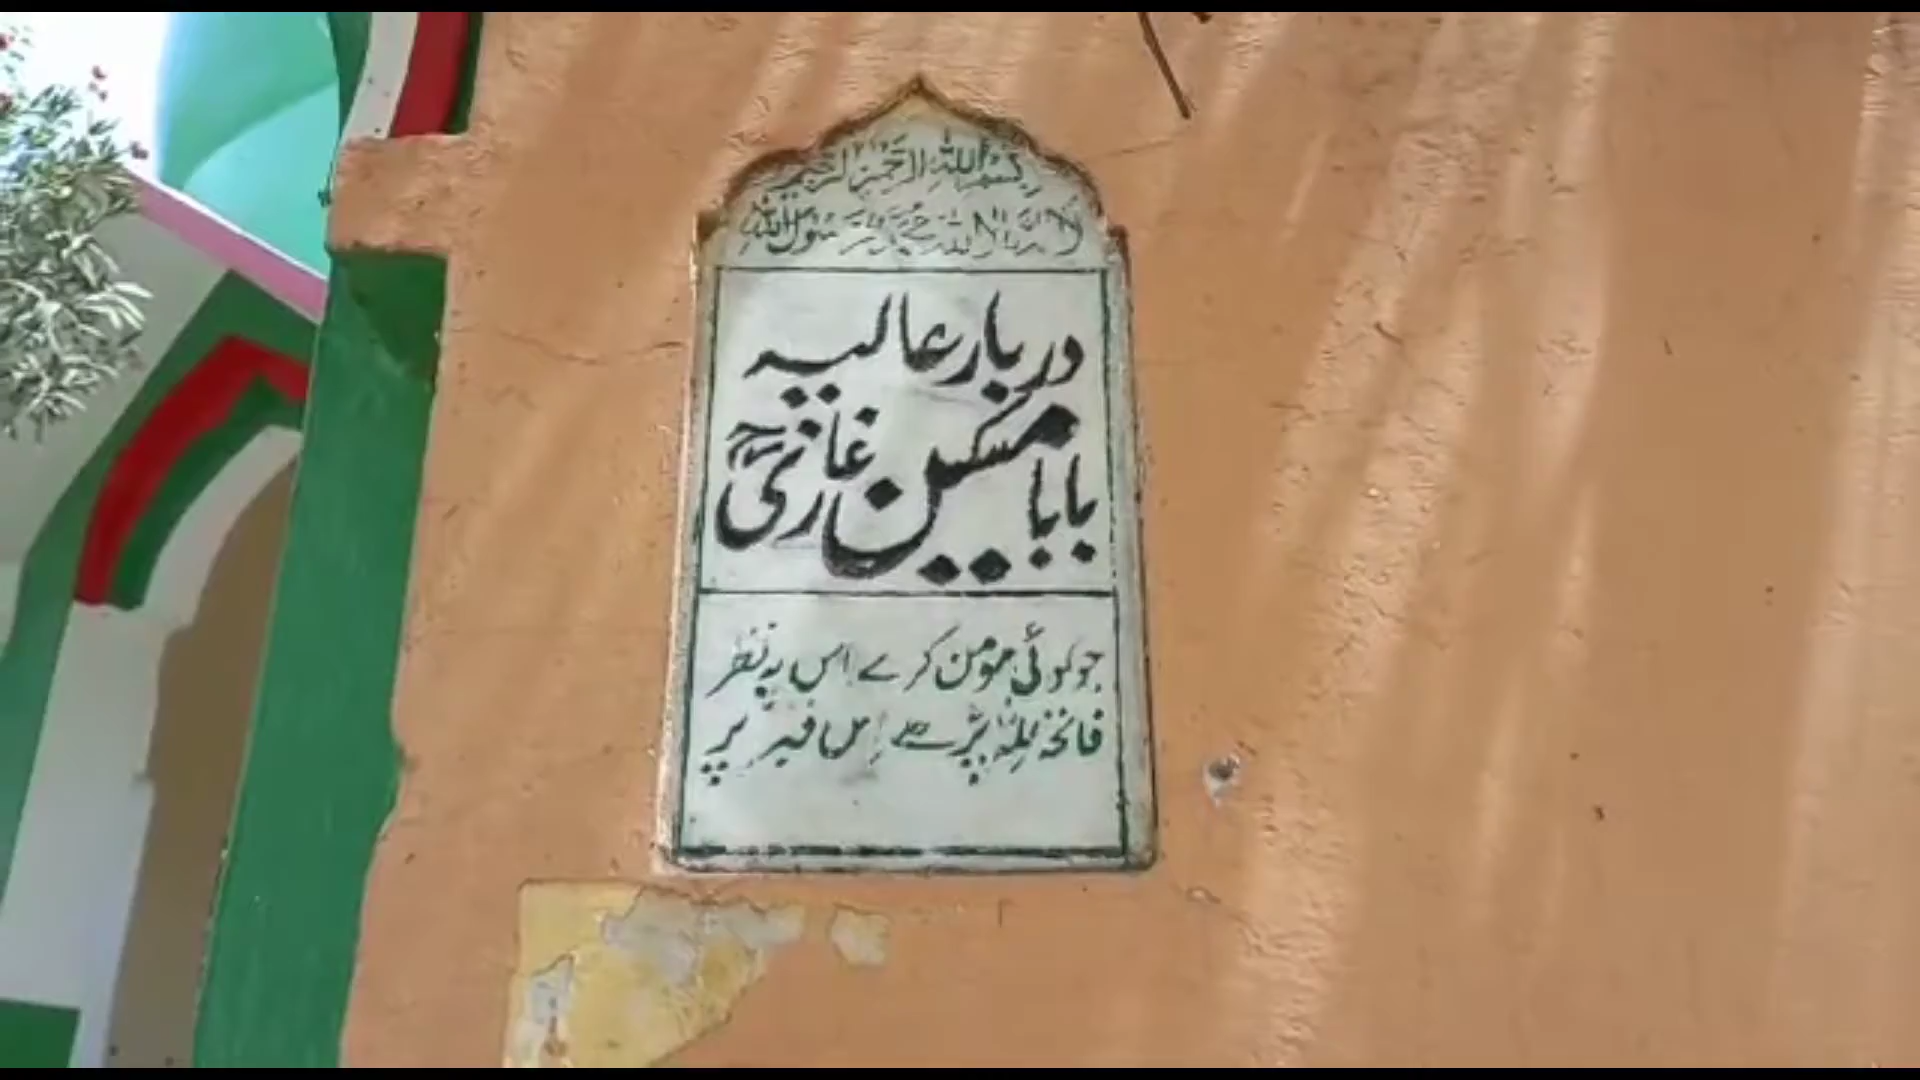 بسم اللہ الرحمن الرحیم
لا الہ الا اللہ محمد رسول اللہ
دربار عالیہ
بابا مسکین غازیؒ
جو کوئی مومن کرے اس پہ نظر
فاتحہ للہ پڑھے اس قبر پر